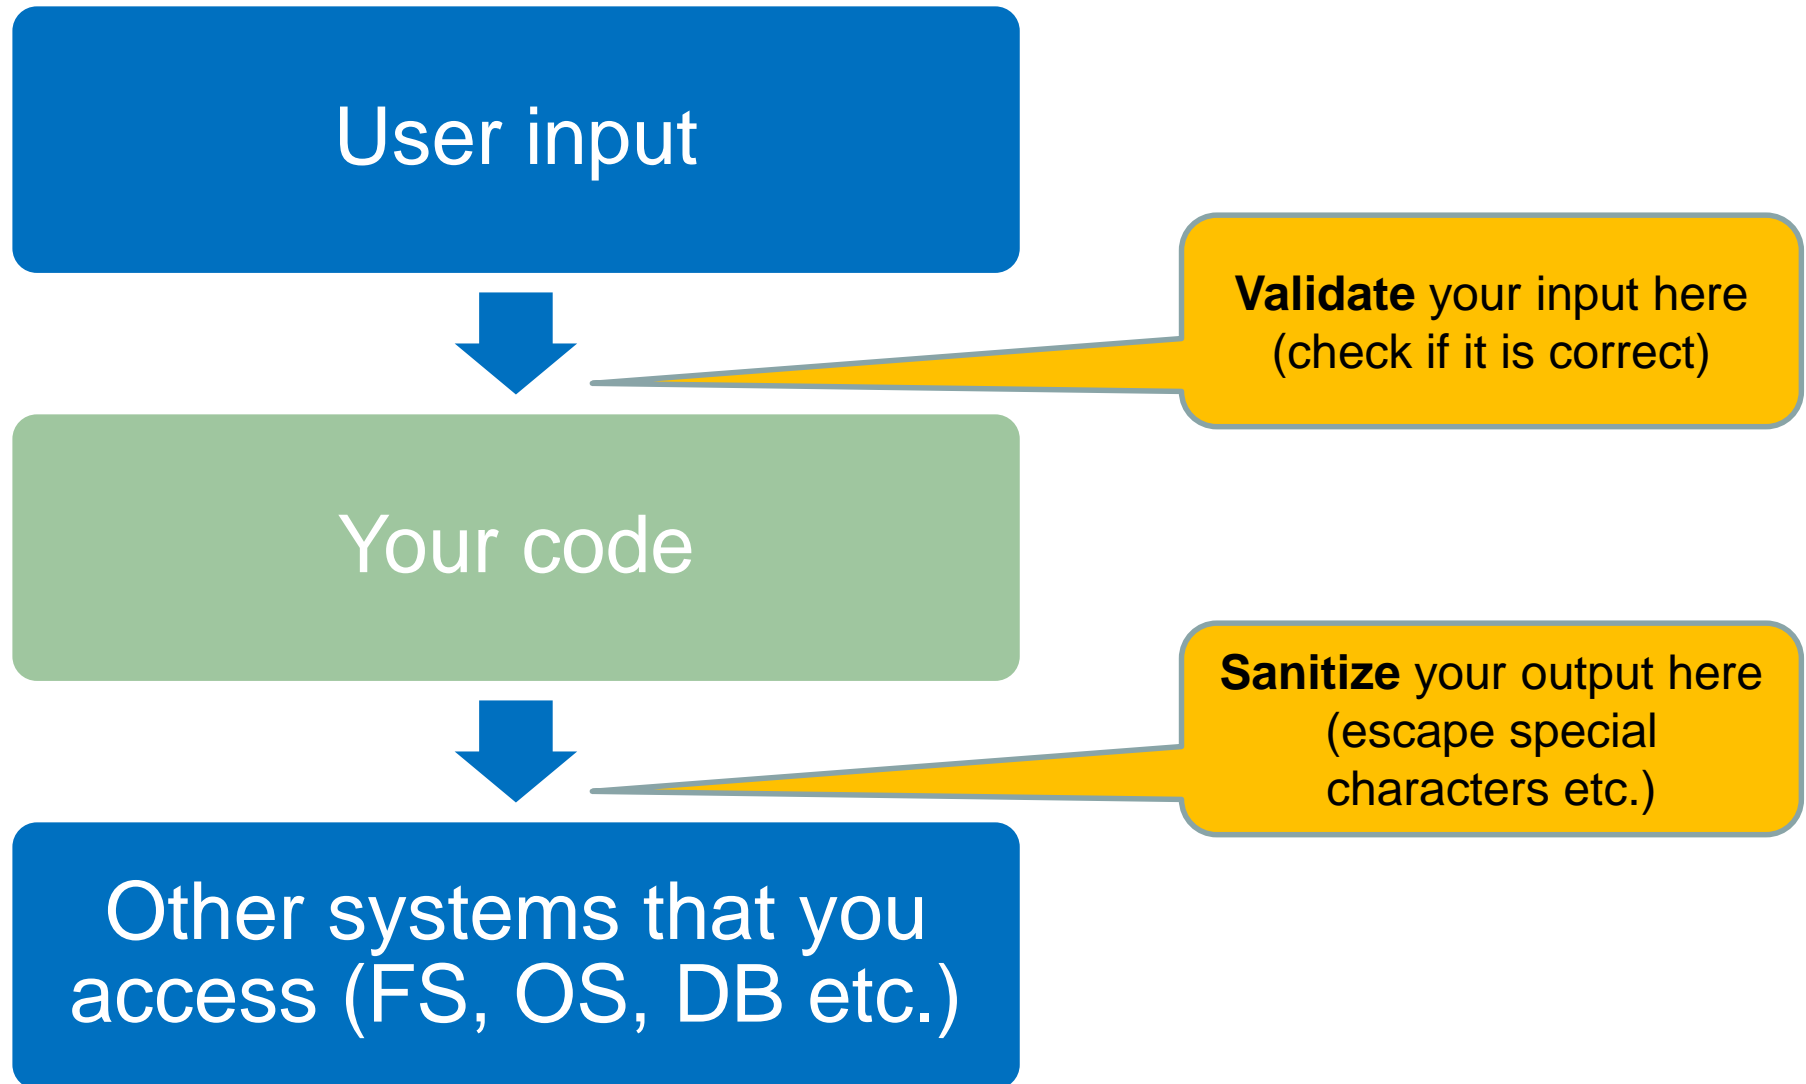 User input
Validate your input here
(check if it is correct)
Your code
Sanitize your output here
(escape special
characters etc.)
Other systems that you
access (FS, OS, DB etc.)